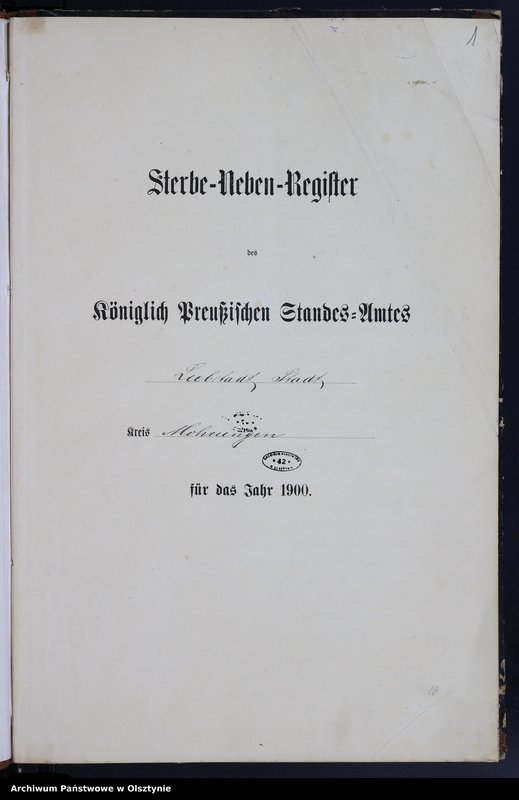 1
Sterbe-Neben-Register
des
Königlich Preußischen Standes-Amtes
Liebstadt, Stadt,
Kreis Mohrungen
42
für das Jahr 1900.
16
Archiwum Państwowe w Olsztynie